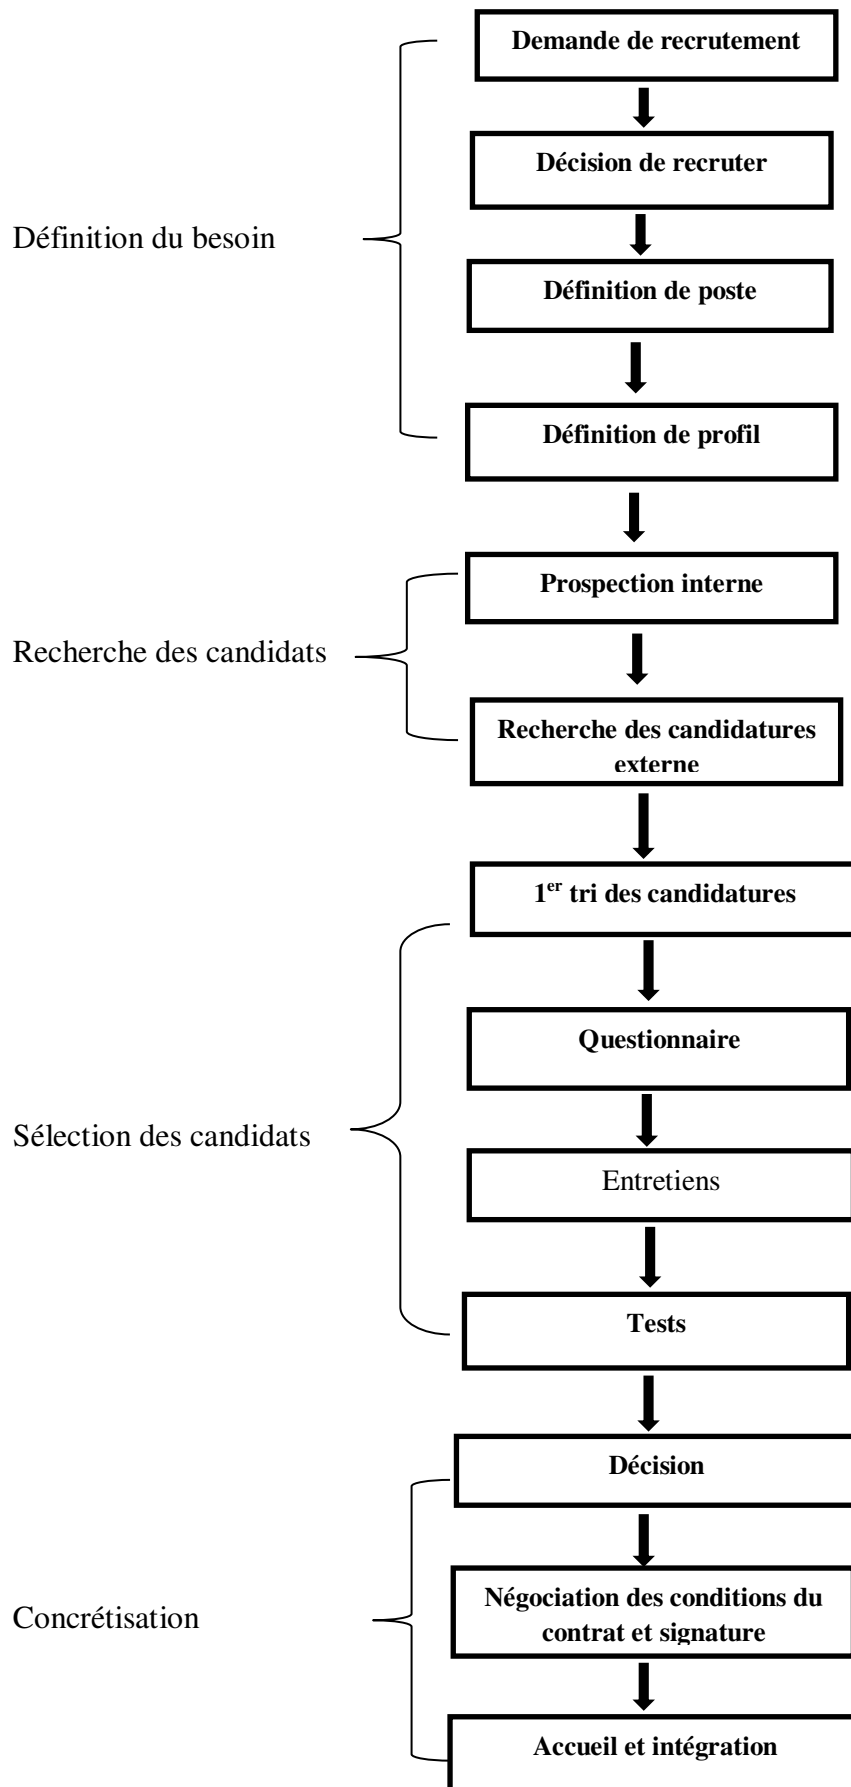 Demande de recrutement
Décision de recruter
Définition du besoin
Définition de poste
Définition de profil
Prospection interne
Recherche des candidats
Recherche des candidatures
externe
1er tri des candidatures
Questionnaire
Sélection des candidats
Entretiens
Tests
Décision
Négociation des conditions du
contrat et signature
Concrétisation
Accueil et intégration